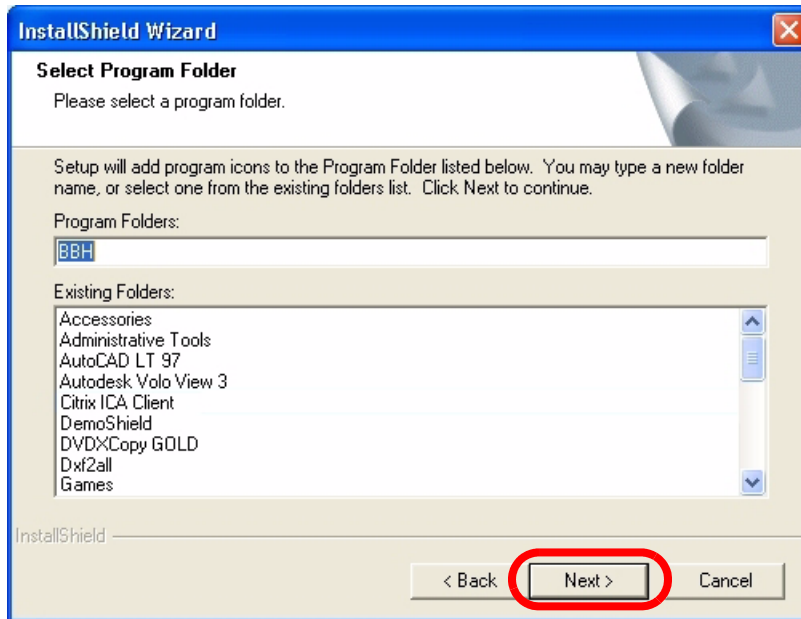 InstallShield Wizard
Select Program Folder
Please select a program folder.
Setup will add program icons to the Program Folder listed below. You may type a new folder
name, or select one from the existing folders list. Click Next to continue.
Program Folders:
BBH
Existing Folders:
Accessories
Administrative Tools
AutoCAD LT 97
Autodesk Volo View 3
Citrix ICA Client
DemoShield
DVDXCopy GOLD
Dxf2all
Games
InstallShield
< Back Next > Cancel